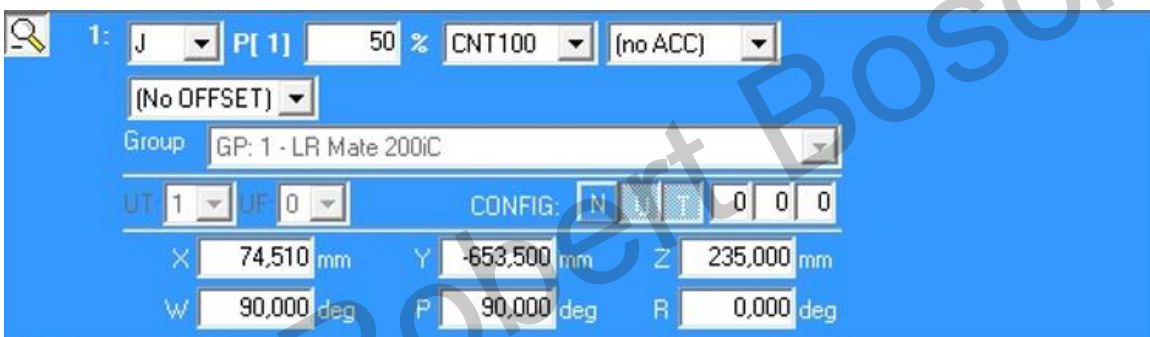 1: J P[ 1] 50 % CNT100 (no ACC)
(No OFFSET)
Group GP: 1 - LR Mate 200iC
UT: 1 UF: 0 CONFIG: N U T 0 0 0
X 74,510 mm Y -653,500 mm Z 235,000 mm
W 90,000 deg P 90,000 deg R 0,000 deg
Robert Bosch